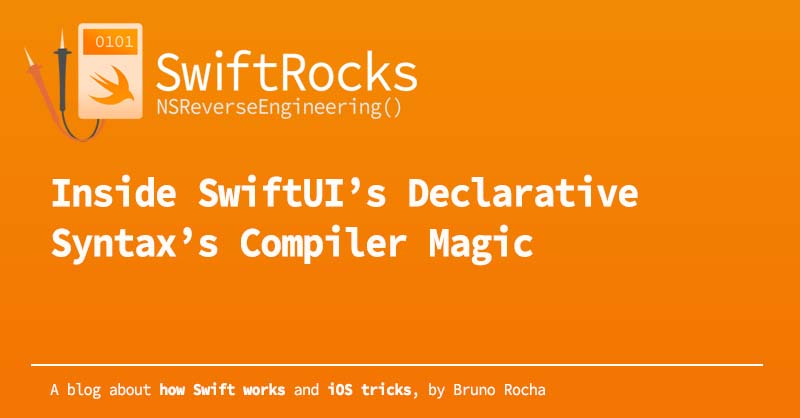 0101
SwiftRocks
NSReverseEngineering()
Inside SwiftUI’s Declarative
Syntax’s Compiler Magic
A blog about how Swift works and iOS tricks, by Bruno Rocha